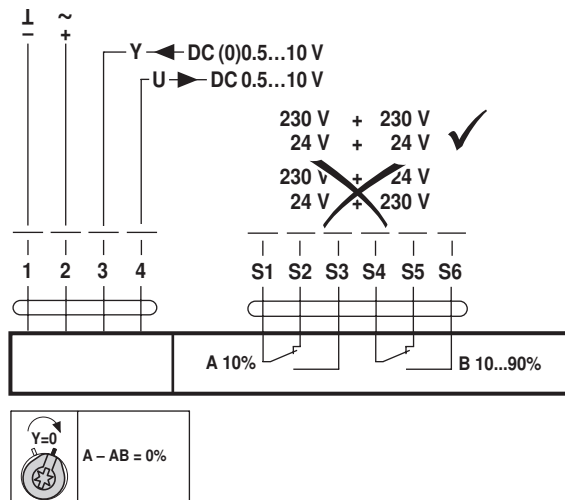 ⊥ ~
− +
Y DC (0)0.5...10 V
U DC 0.5...10 V
230 V + 230 V
24 V + 24 V
230 V + 24 V
24 V + 230 V
1 2 3 4 S1 S2 S3 S4 S5 S6
A 10% B 10...90%
Y=0
A – AB = 0%